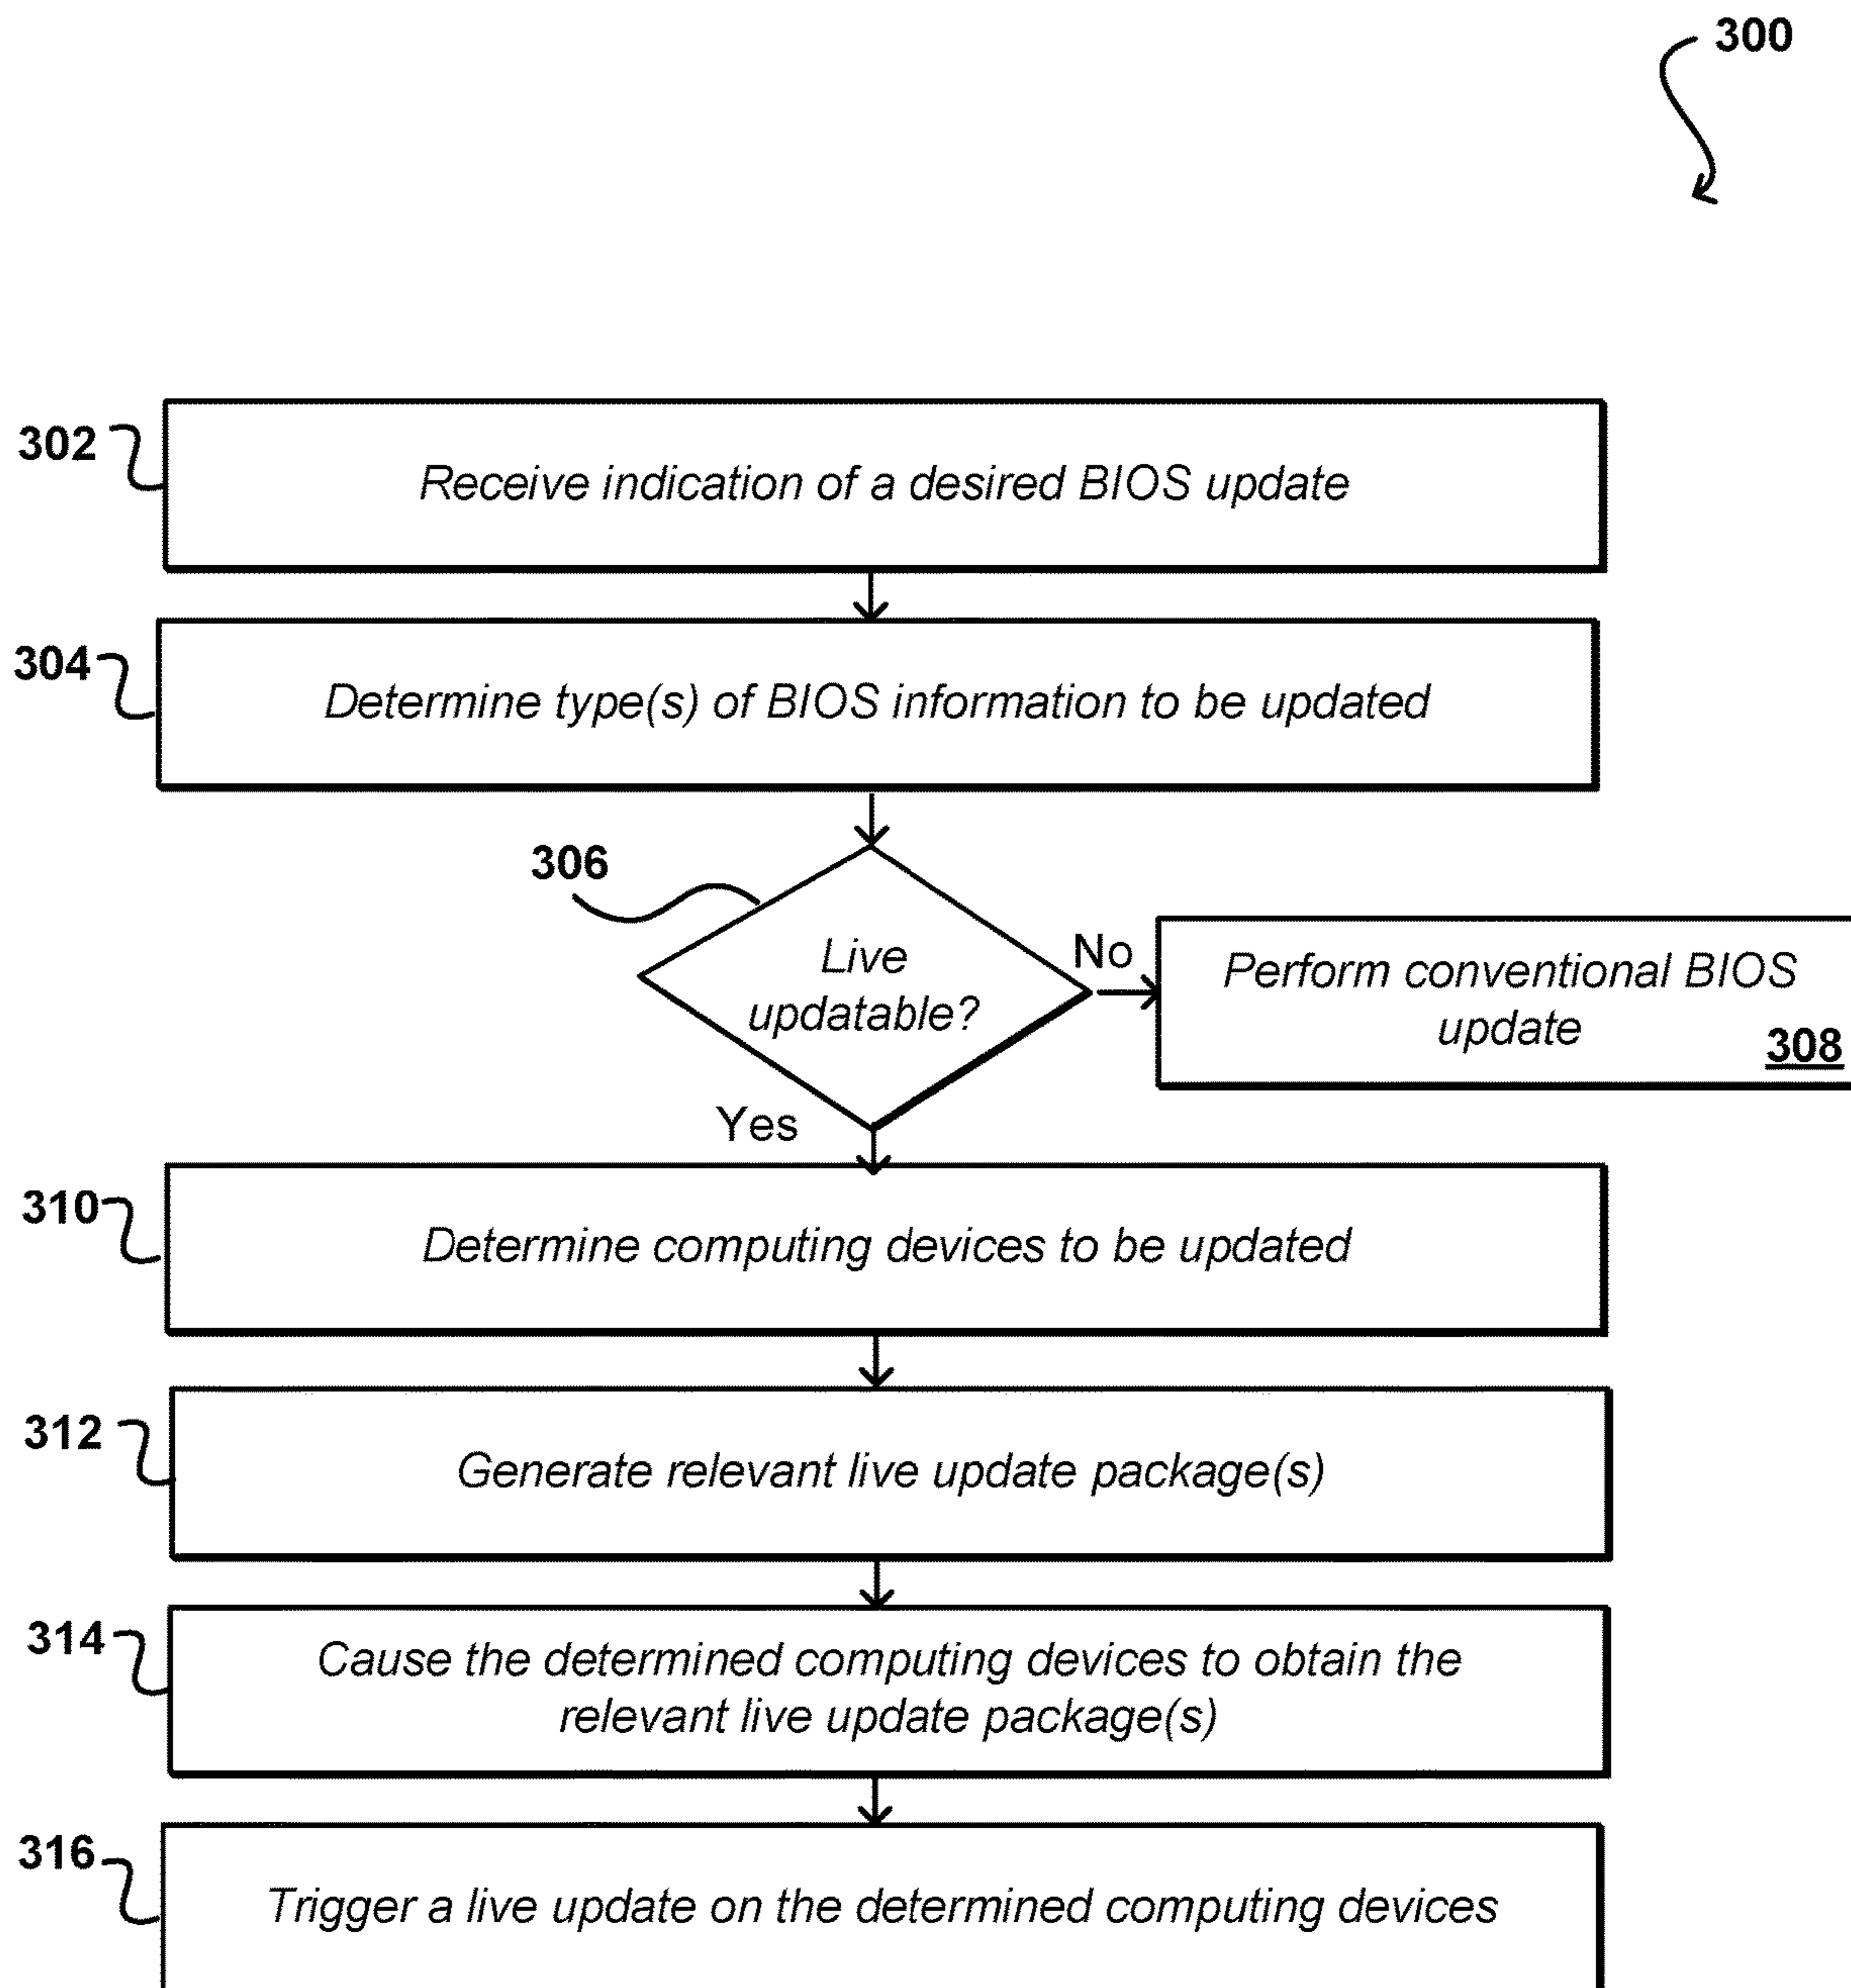 300
302
Receive indication of a desired BIOS update
304
Determine type(s) of BIOS information to be updated
306
Live
updatable?
No
Perform conventional BIOS
update
308
Yes
310
Determine computing devices to be updated
312
Generate relevant live update package(s)
314
Cause the determined computing devices to obtain the
relevant live update package(s)
316
Trigger a live update on the determined computing devices